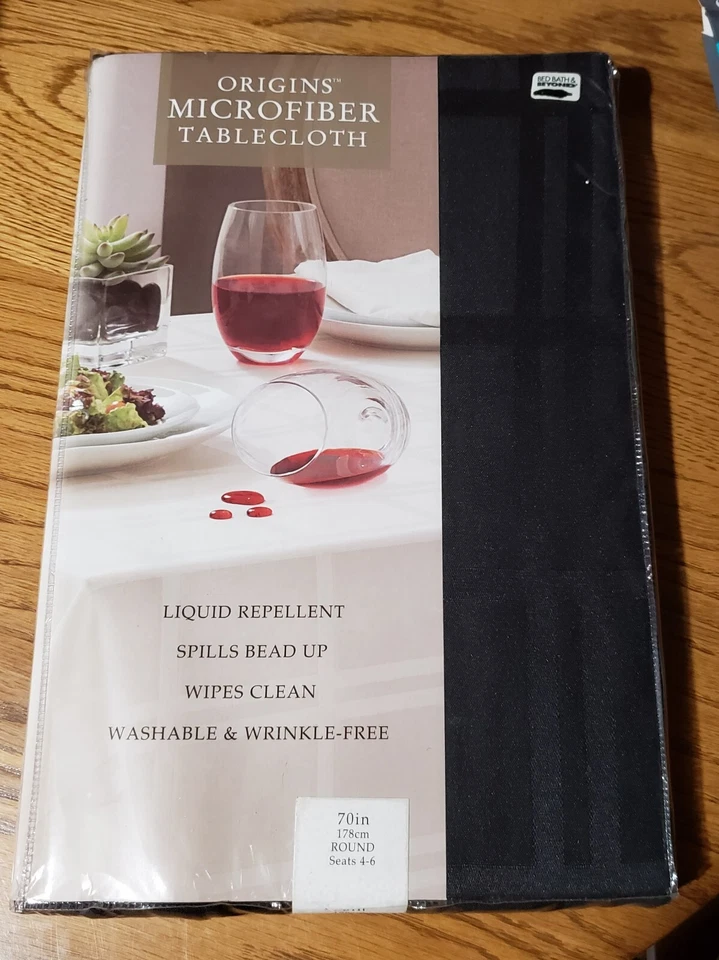 ORIGINS™
MICROFIBER
TABLECLOTH
BED BATH &
BEYOND
LIQUID REPELLENT
SPILLS BEAD UP
WIPES CLEAN
WASHABLE & WRINKLE-FREE
70in
178cm
ROUND
Seats 4-6